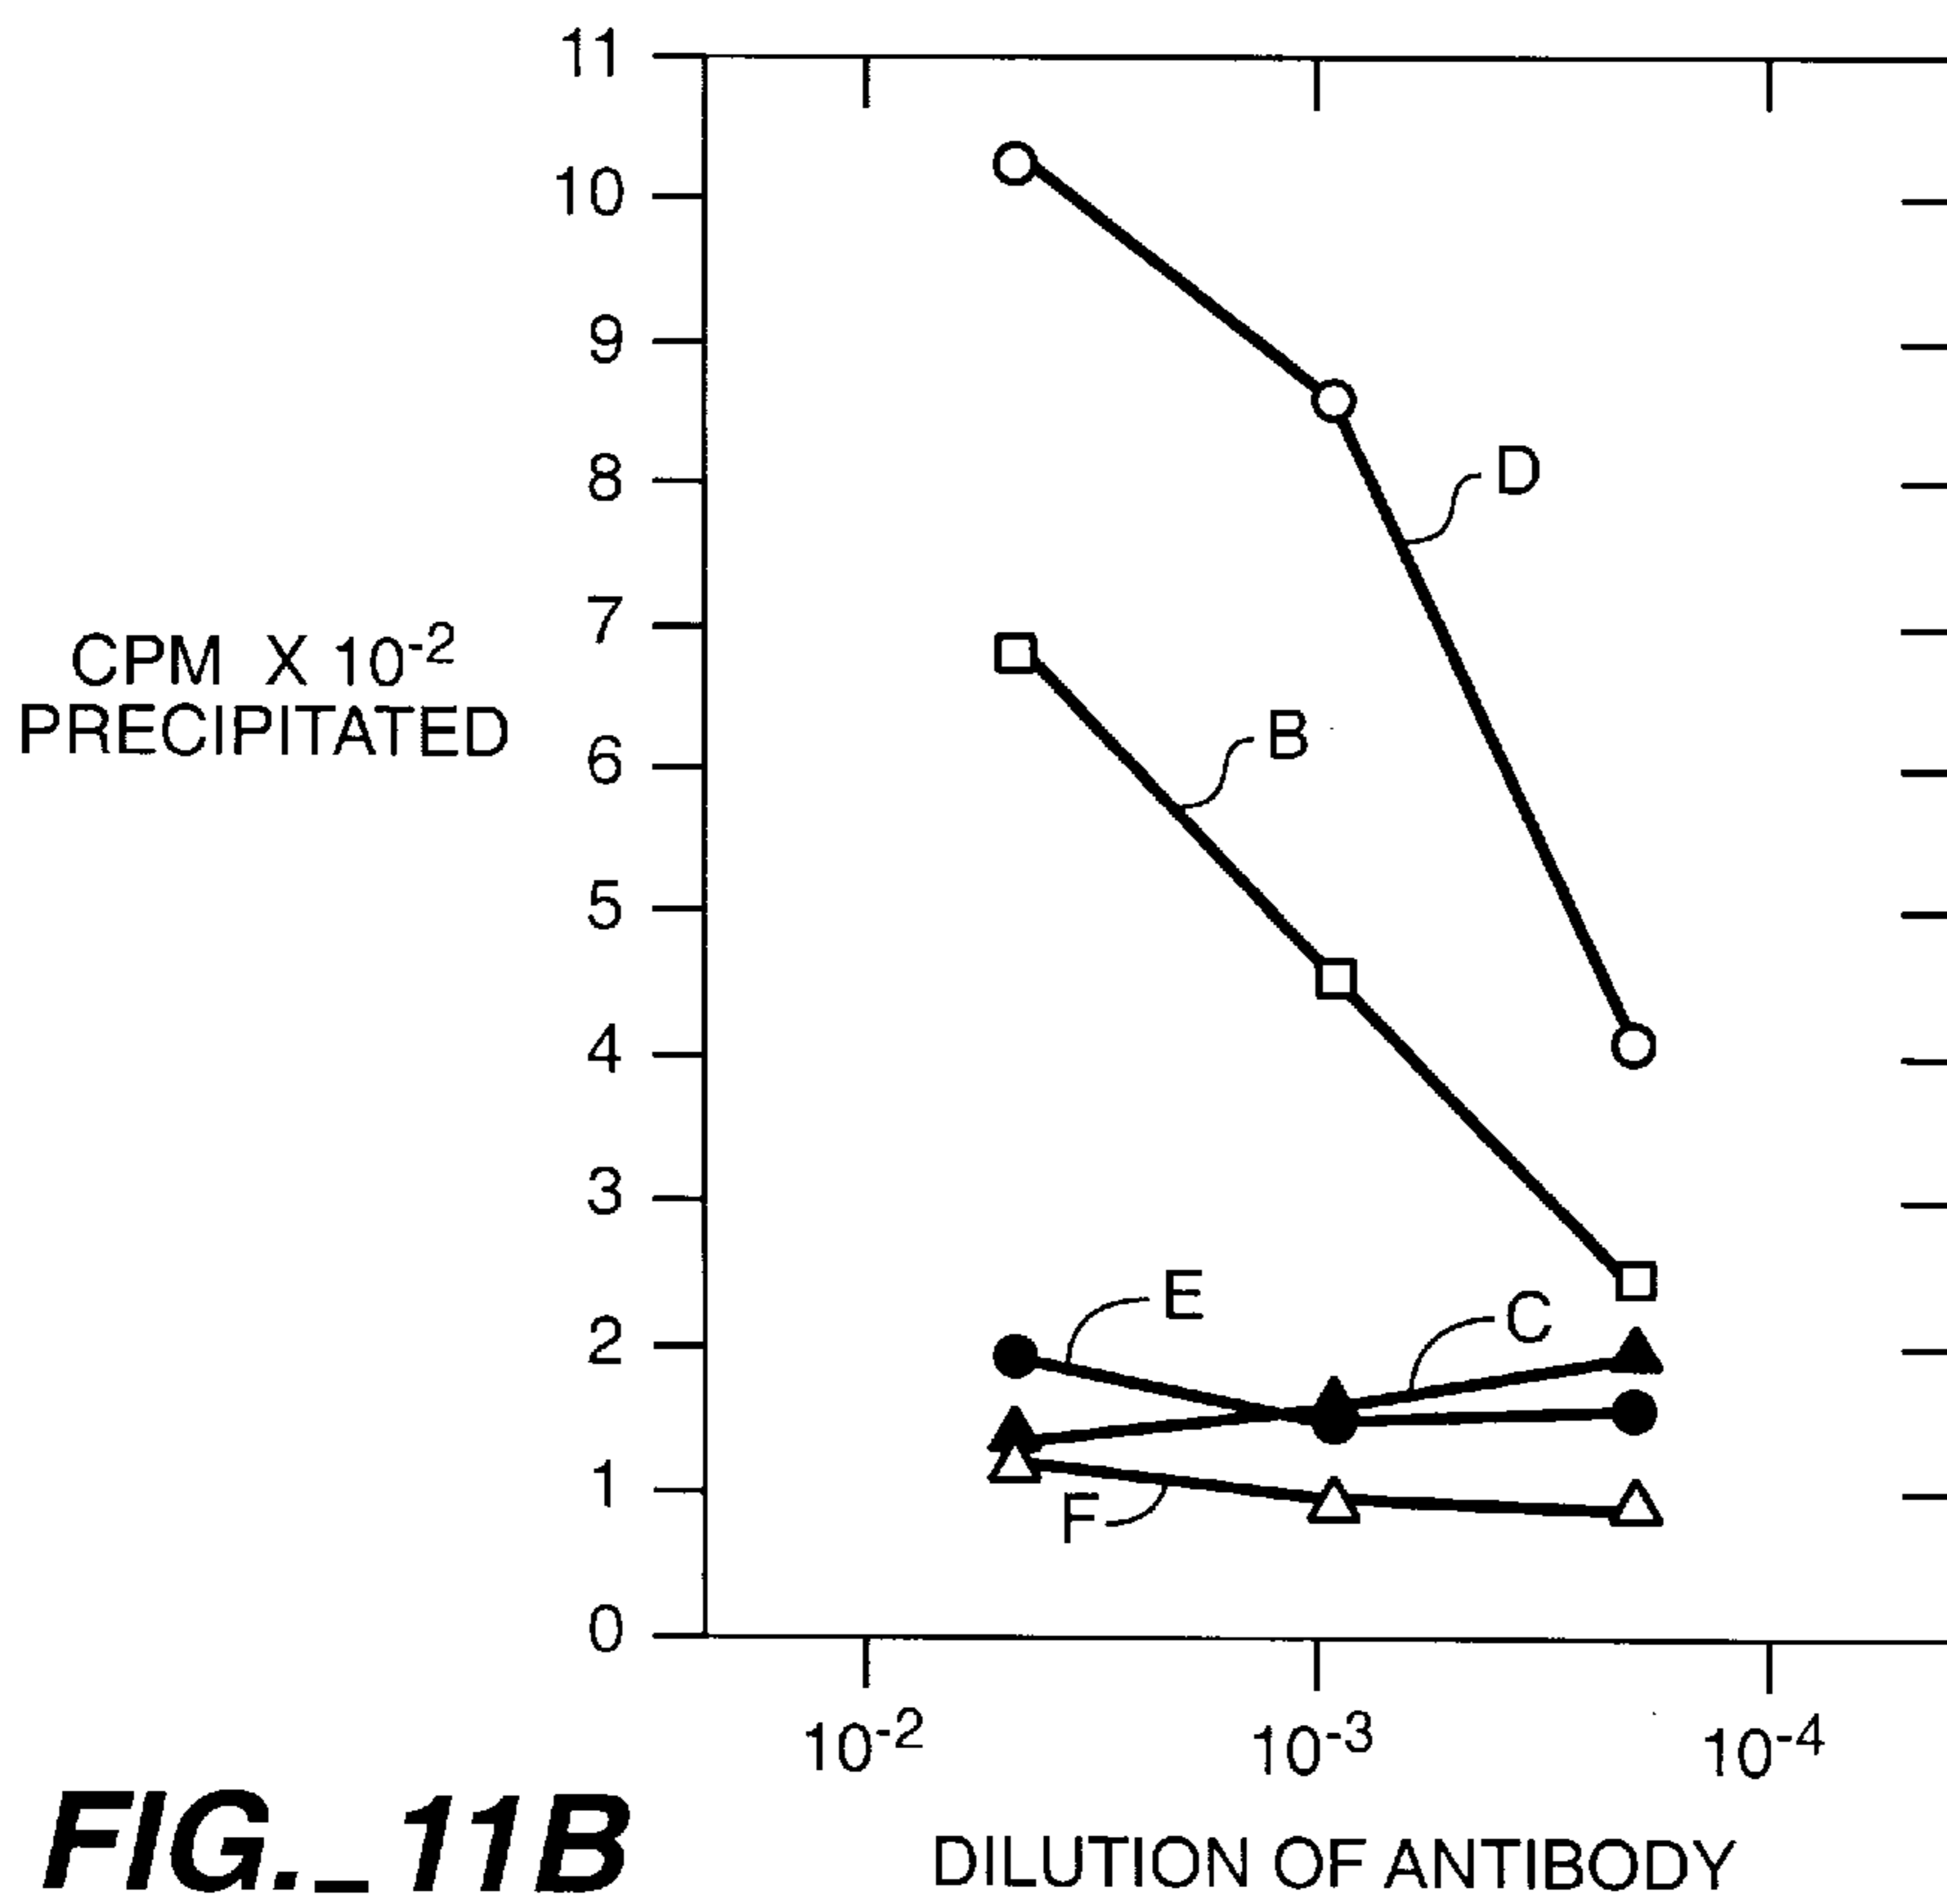 11
10
9
8
7
6
5
4
3
2
1
0
CPM X 10⁻²
PRECIPITATED
D
B
E
C
F
10⁻² 10⁻³ 10⁻⁴
DILUTION OF ANTIBODY
FIG._11B